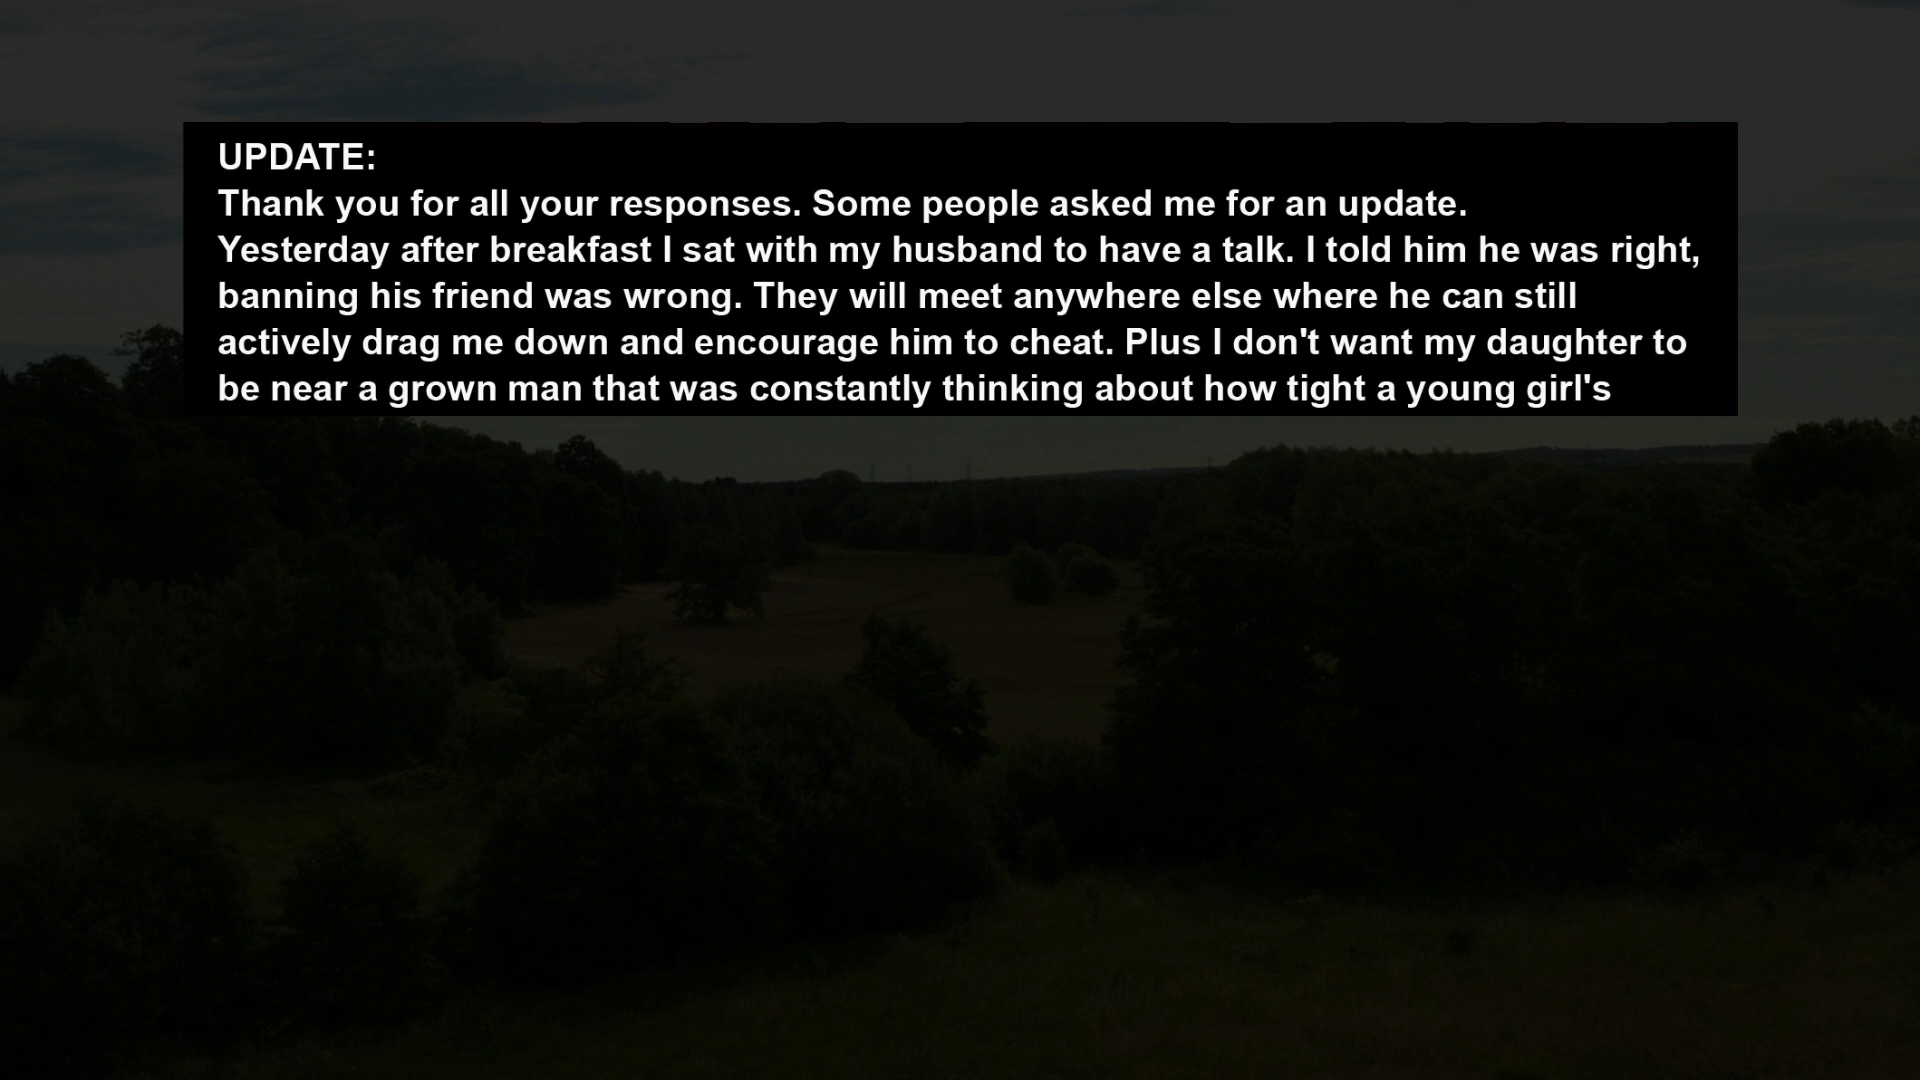 UPDATE:
Thank you for all your responses. Some people asked me for an update.
Yesterday after breakfast I sat with my husband to have a talk. I told him he was right,
banning his friend was wrong. They will meet anywhere else where he can still
actively drag me down and encourage him to cheat. Plus I don't want my daughter to
be near a grown man that was constantly thinking about how tight a young girl's